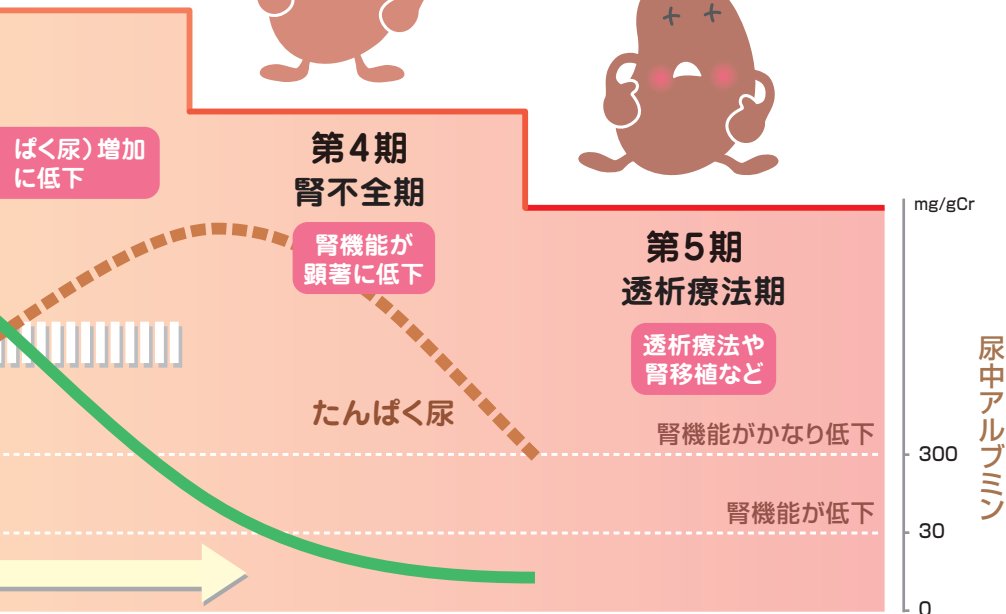 ぱく尿）増加
に低下
第4期
腎不全期
腎機能が
顕著に低下
第5期
透析療法期
透析療法や
腎移植など
たんぱく尿
腎機能がかなり低下
腎機能が低下
mg/gCr
300
30
0
尿中アルブミン